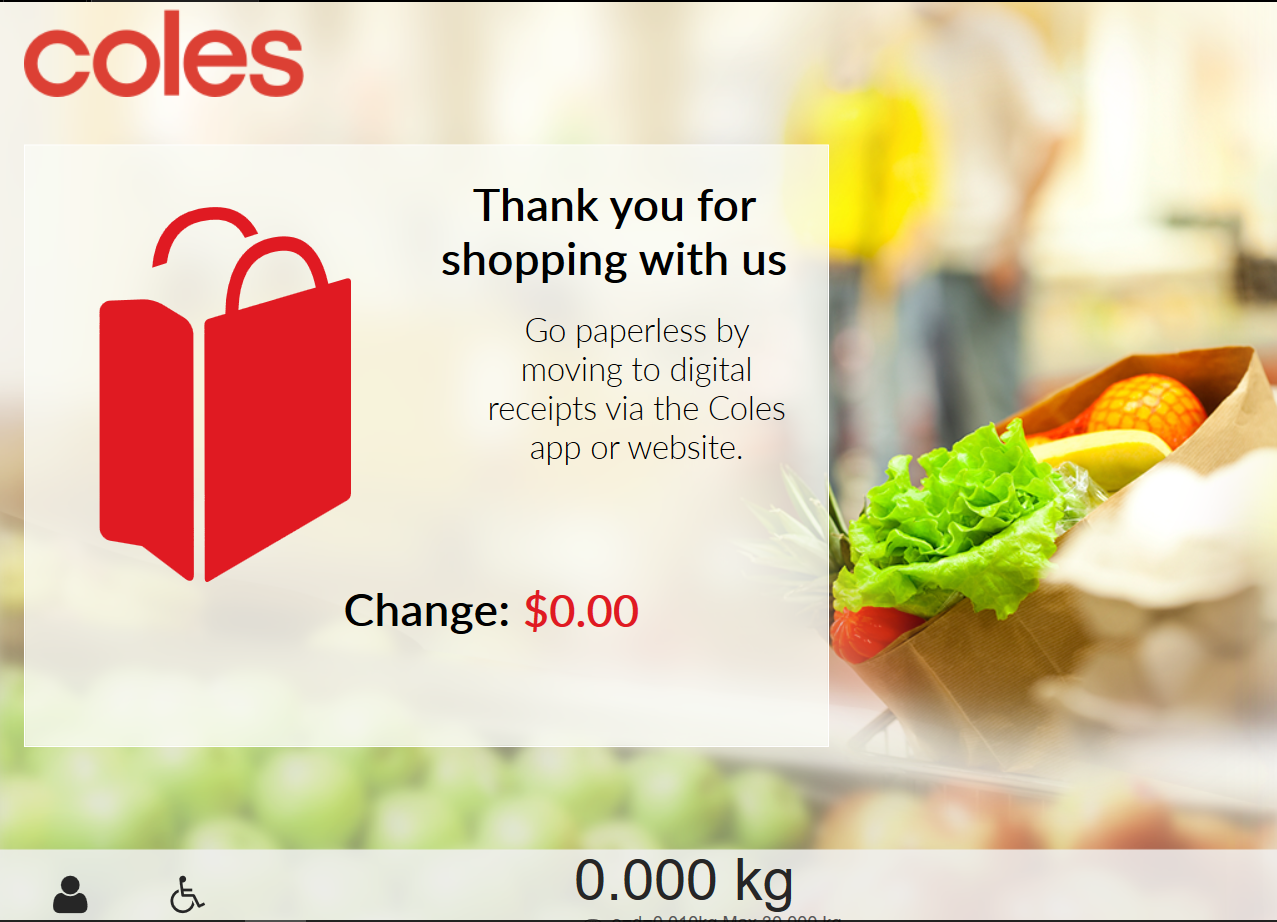 coles
Thank you for
shopping with us
Go paperless by
moving to digital
receipts via the Coles
app or website.
Change: $0.00
0.000 kg